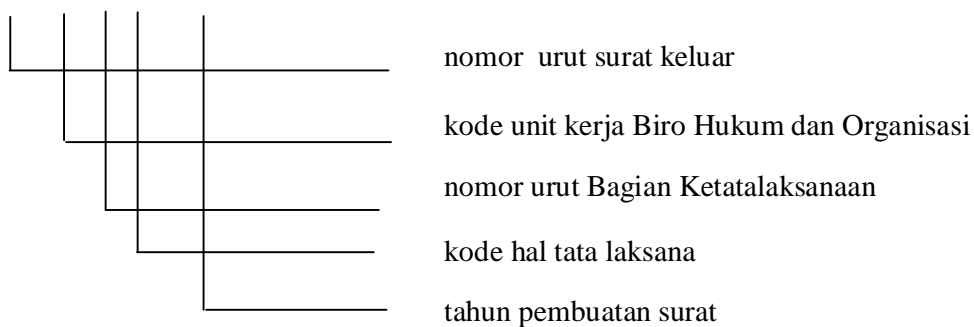 nomor urut surat keluar
kode unit kerja Biro Hukum dan Organisasi
nomor urut Bagian Ketatalaksanaan
kode hal tata laksana
tahun pembuatan surat